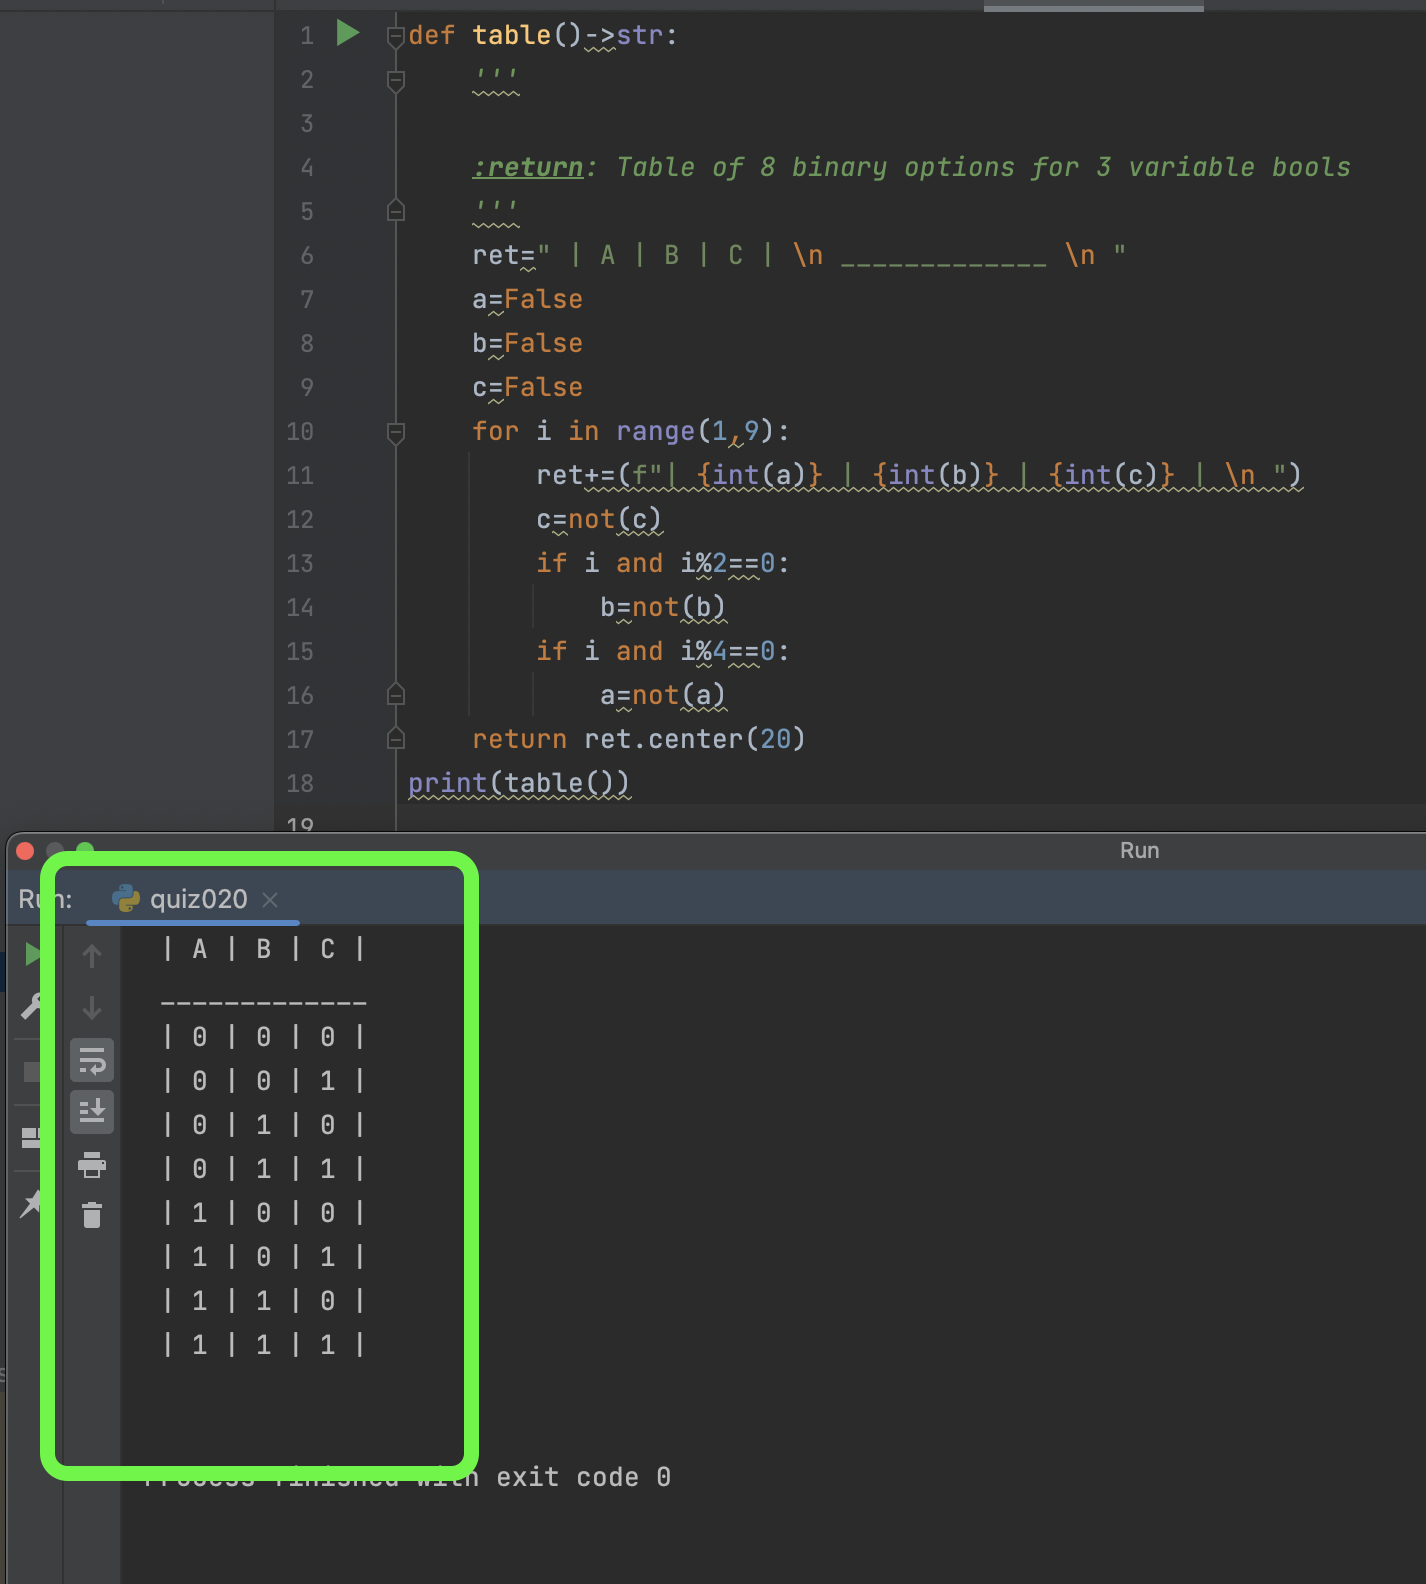 1 def table()->str:
2     '''
3
4     :return: Table of 8 binary options for 3 variable bools
5     '''
6     ret=" | A | B | C | \n _____________ \n "
7     a=False
8     b=False
9     c=False
10     for i in range(1,9):
11         ret+=(f"| {int(a)} | {int(b)} | {int(c)} | \n ")
12         c=not(c)
13         if i and i%2==0:
14             b=not(b)
15         if i and i%4==0:
16             a=not(a)
17     return ret.center(20)
18 print(table())
19
Run
Run: quiz020
| A | B | C |
_____________
| 0 | 0 | 0 |
| 0 | 0 | 1 |
| 0 | 1 | 0 |
| 0 | 1 | 1 |
| 1 | 0 | 0 |
| 1 | 0 | 1 |
| 1 | 1 | 0 |
| 1 | 1 | 1 |
Process finished with exit code 0